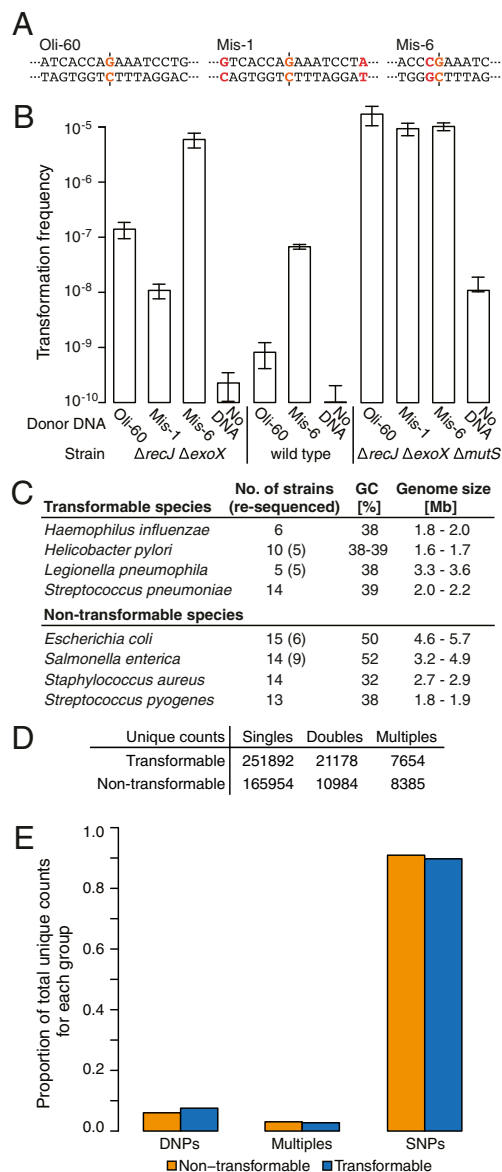 A
Oli-60 Mis-1 Mis-6
···ATCACCAGAAATCCTG··· ···GTCACCAGAAATCCTA··· ···ACCCGAAATC···
···TAGTGGTCTTTAGGAC··· ···CAGTGGTCTTTAGGAT··· ···TGGGCTTTAG···
B
Transformation frequency
10-5
10-6
10-7
10-8
10-9
10-10
Donor DNA Oli-60 Mis-1 Mis-6 No DNA Oli-60 Mis-6 No DNA Oli-60 Mis-1 Mis-6 No DNA
Strain ΔrecJ ΔexoX wild type ΔrecJ ΔexoX ΔmutS
C
Transformable species No. of strains (re-sequenced) GC [%] Genome size [Mb]
Haemophilus influenzae 6 38 1.8 - 2.0
Helicobacter pylori 10 (5) 38-39 1.6 - 1.7
Legionella pneumophila 5 (5) 38 3.3 - 3.6
Streptococcus pneumoniae 14 39 2.0 - 2.2
Non-transformable species
Escherichia coli 15 (6) 50 4.6 - 5.7
Salmonella enterica 14 (9) 52 3.2 - 4.9
Staphylococcus aureus 14 32 2.7 - 2.9
Streptococcus pyogenes 13 38 1.8 - 1.9
D
Unique counts Singles Doubles Multiples
Transformable 251892 21178 7654
Non-transformable 165954 10984 8385
E
Proportion of total unique counts
for each group
1.0
0.8
0.6
0.4
0.2
0.0
DNPs Multiples SNPs
Non-transformable Transformable